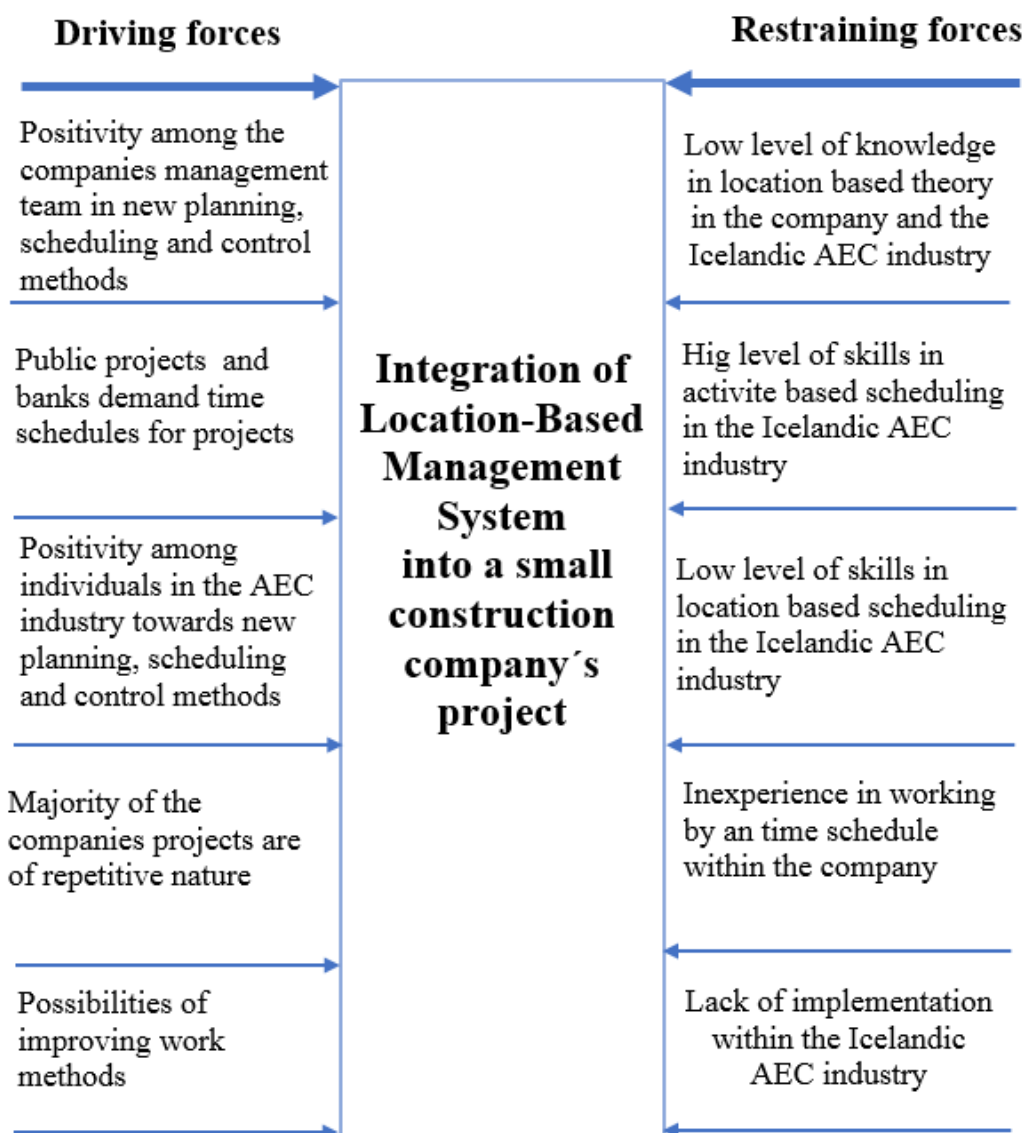 Driving forces
Positivity among the
companies management
team in new planning,
scheduling and control
methods
Public projects and
banks demand time
schedules for projects
Positivity among
individuals in the AEC
industry towards new
planning, scheduling
and control methods
Majority of the
companies projects are
of repetitive nature
Possibilities of
improving work
methods
Integration of
Location-Based
Management
System
into a small
construction
company´s
project
Restraining forces
Low level of knowledge
in location based theory
in the company and the
Icelandic AEC industry
Hig level of skills in
activite based scheduling
in the Icelandic AEC
industry
Low level of skills in
location based scheduling
in the Icelandic AEC
industry
Inexperience in working
by an time schedule
within the company
Lack of implementation
within the Icelandic
AEC industry